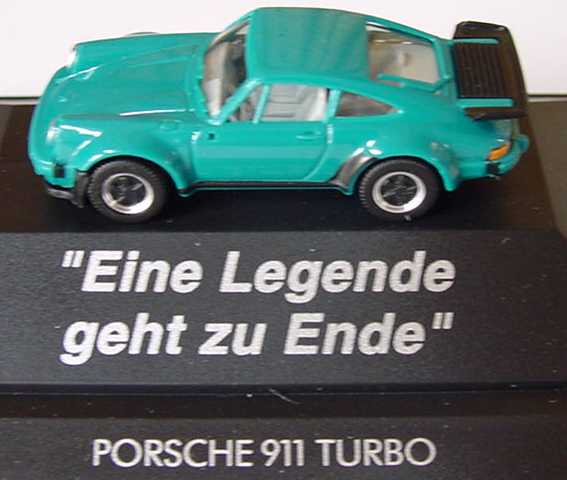 "Eine Legende
geht zu Ende"
PORSCHE 911 TURBO